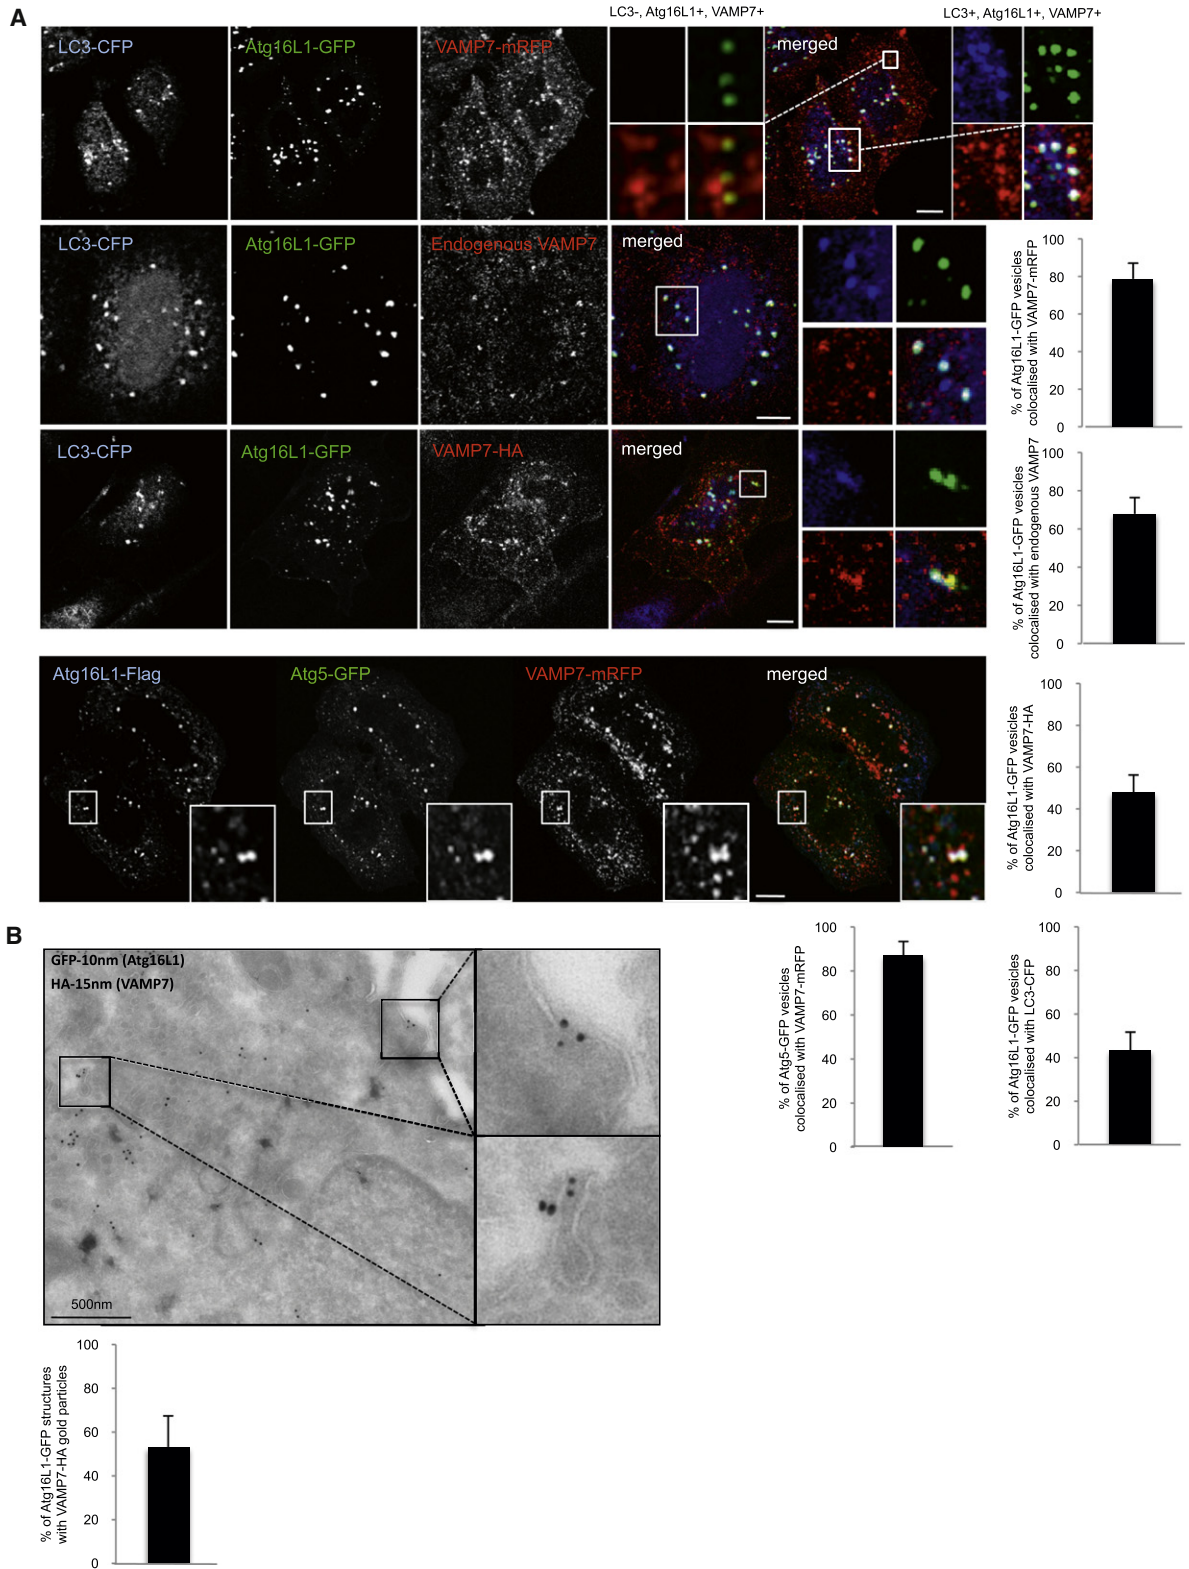 A
LC3-, Atg16L1+, VAMP7+
LC3+, Atg16L1+, VAMP7+
LC3-CFP
Atg16L1-GFP
VAMP7-mRFP
merged
LC3-CFP
Atg16L1-GFP
Endogenous VAMP7
merged
% of Atg16L1-GFP vesicles
colocalised with VAMP7-mRFP
100
80
60
40
20
0
LC3-CFP
Atg16L1-GFP
VAMP7-HA
merged
% of Atg16L1-GFP vesicles
colocalised with endogenous VAMP7
100
80
60
40
20
0
Atg16L1-Flag
Atg5-GFP
VAMP7-mRFP
merged
% of Atg16L1-GFP vesicles
colocalised with VAMP7-HA
100
80
60
40
20
0
B
GFP-10nm (Atg16L1)
HA-15nm (VAMP7)
500nm
% of Atg5-GFP vesicles
colocalised with VAMP7-mRFP
100
80
60
40
20
0
% of Atg16L1-GFP vesicles
colocalised with LC3-CFP
100
80
60
40
20
0
% of Atg16L1-GFP structures
with VAMP7-HA gold particles
100
80
60
40
20
0